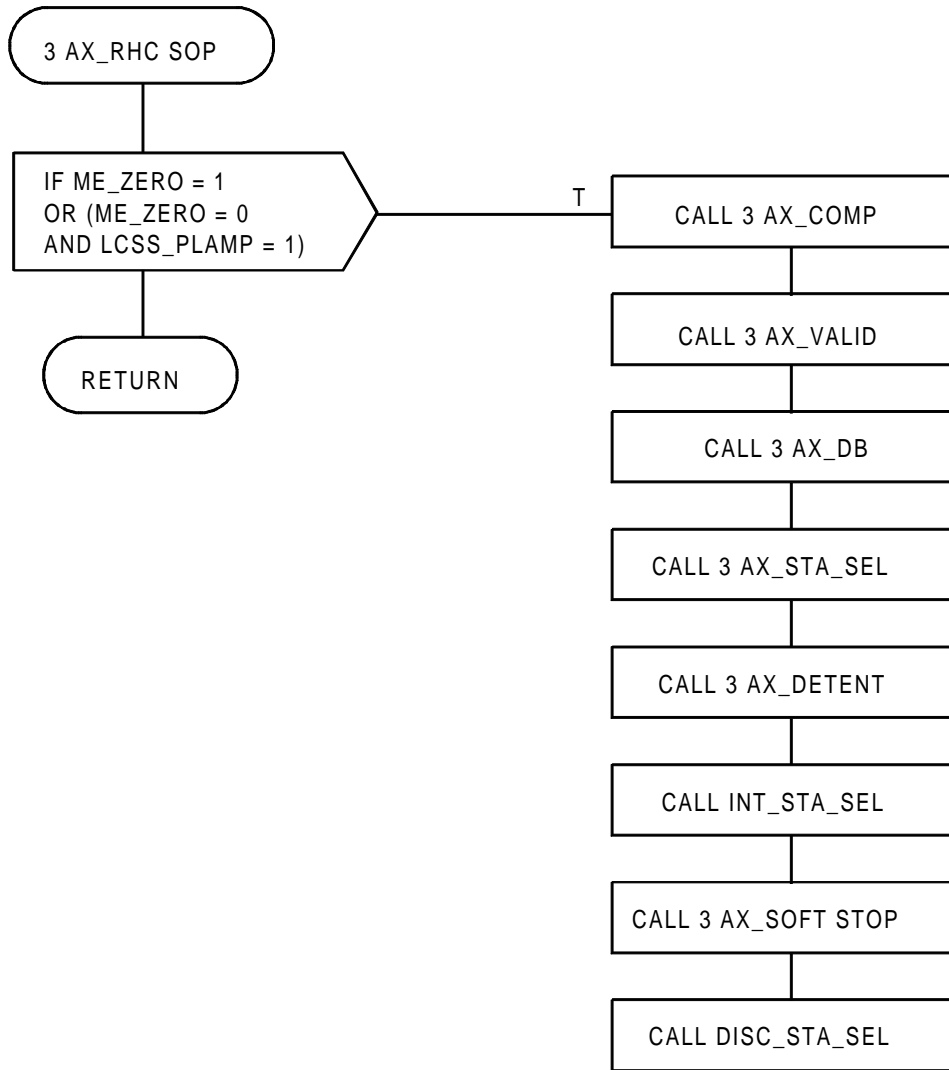 3 AX_RHC SOP
IF ME_ZERO = 1
OR (ME_ZERO = 0
AND LCSS_PLAMP = 1)
RETURN
T
CALL 3 AX_COMP
CALL 3 AX_VALID
CALL 3 AX_DB
CALL 3 AX_STA_SEL
CALL 3 AX_DETENT
CALL INT_STA_SEL
CALL 3 AX_SOFT STOP
CALL DISC_STA_SEL